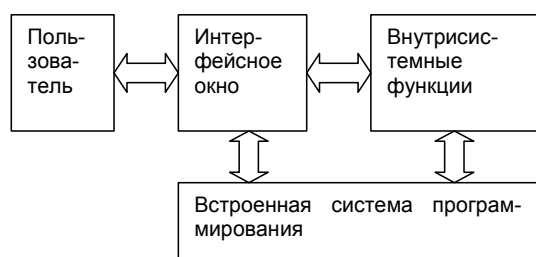 Поль-
зова-
тель
Интер-
фейсное
окно
Внутрисис-
темные
функции
Встроенная система програм-
мирования